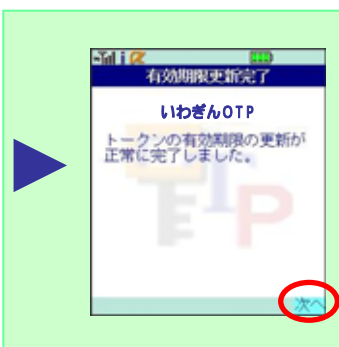 有効期限更新完了
いわぎんOTP
トークンの有効期限の更新が
正常に完了しました。
OTP
次へ